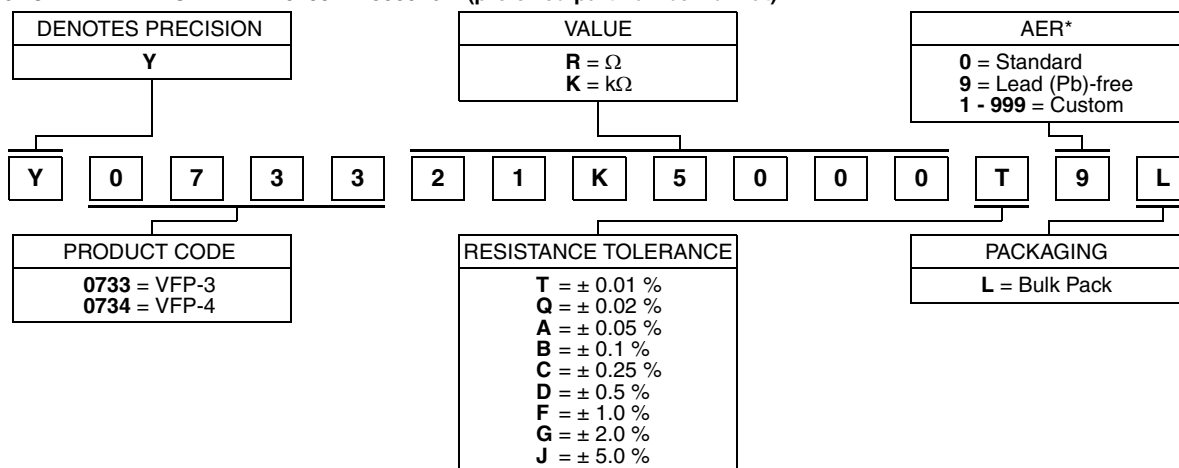 DENOTES PRECISION
Y
VALUE
R = Ω
K = kΩ
AER*
0 = Standard
9 = Lead (Pb)-free
1 - 999 = Custom
Y 0 7 3 3 2 1 K 5 0 0 0 T 9 L
PRODUCT CODE
0733 = VFP-3
0734 = VFP-4
RESISTANCE TOLERANCE
T = ± 0.01 %
Q = ± 0.02 %
A = ± 0.05 %
B = ± 0.1 %
C = ± 0.25 %
D = ± 0.5 %
F = ± 1.0 %
G = ± 2.0 %
J = ± 5.0 %
PACKAGING
L = Bulk Pack